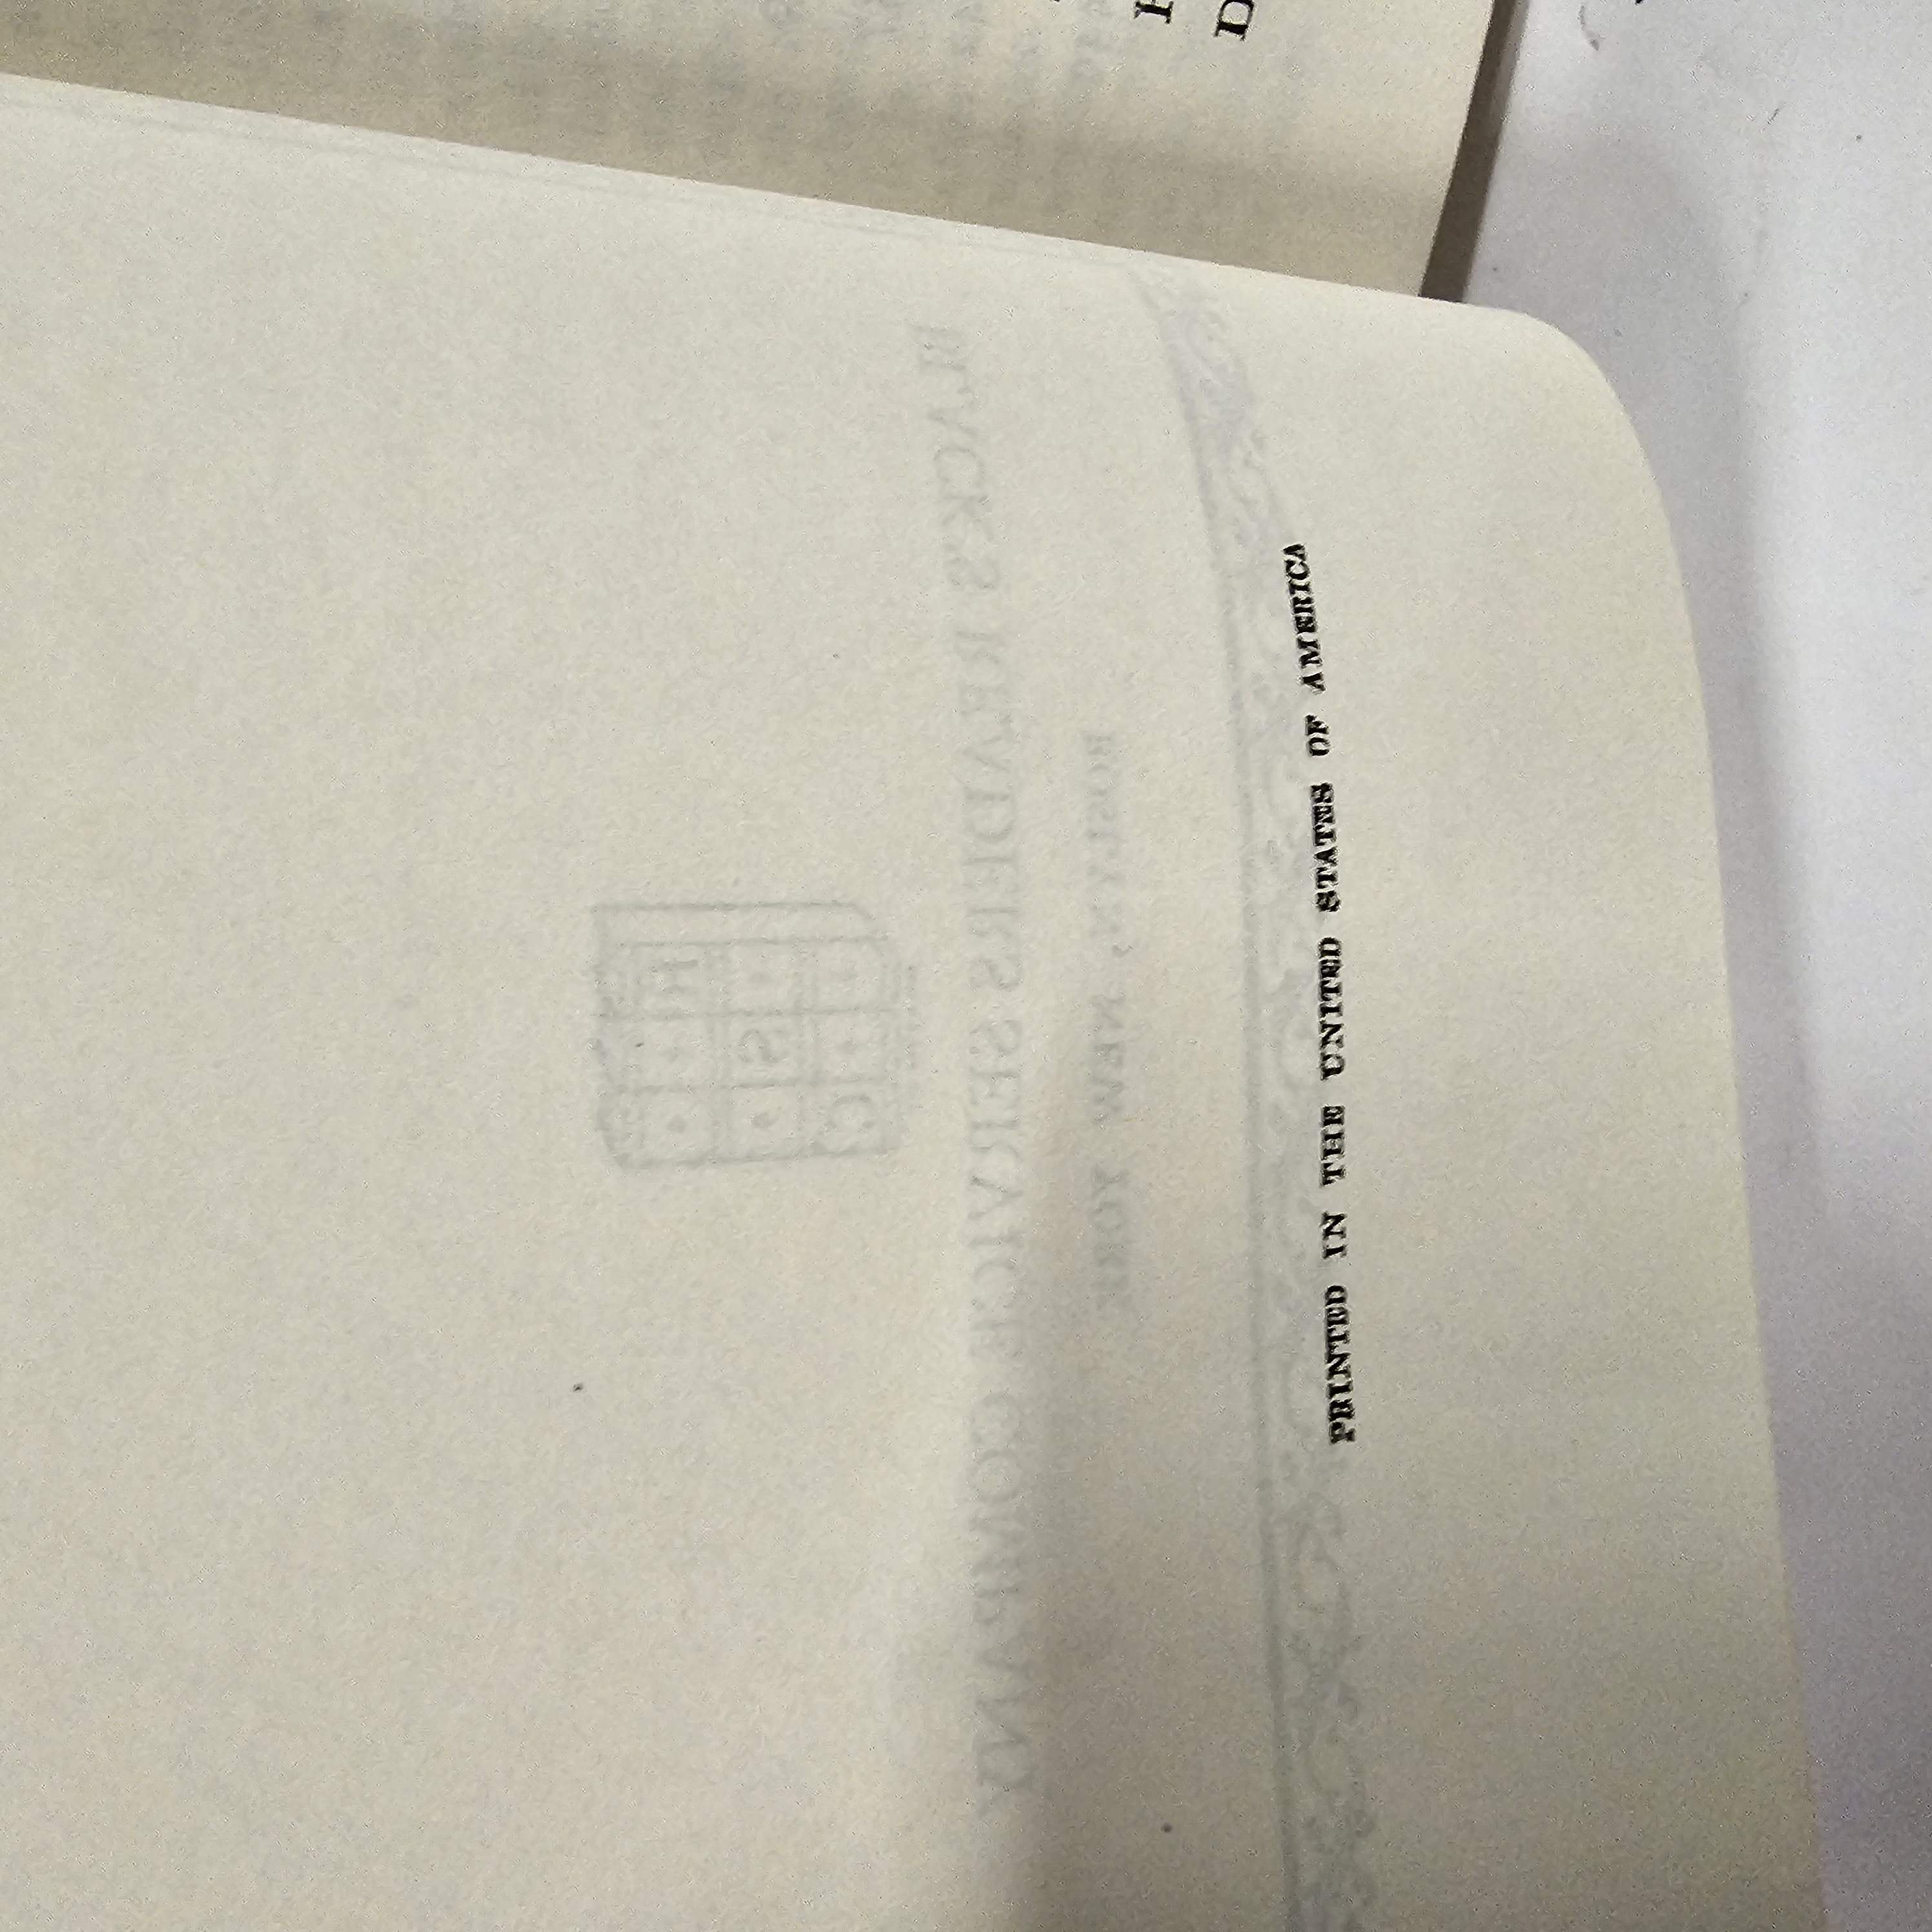 BLACK'S READERS SERVICE COMPANY
ROSLYN, NEW YORK
PRINTED IN THE UNITED STATES OF AMERICA